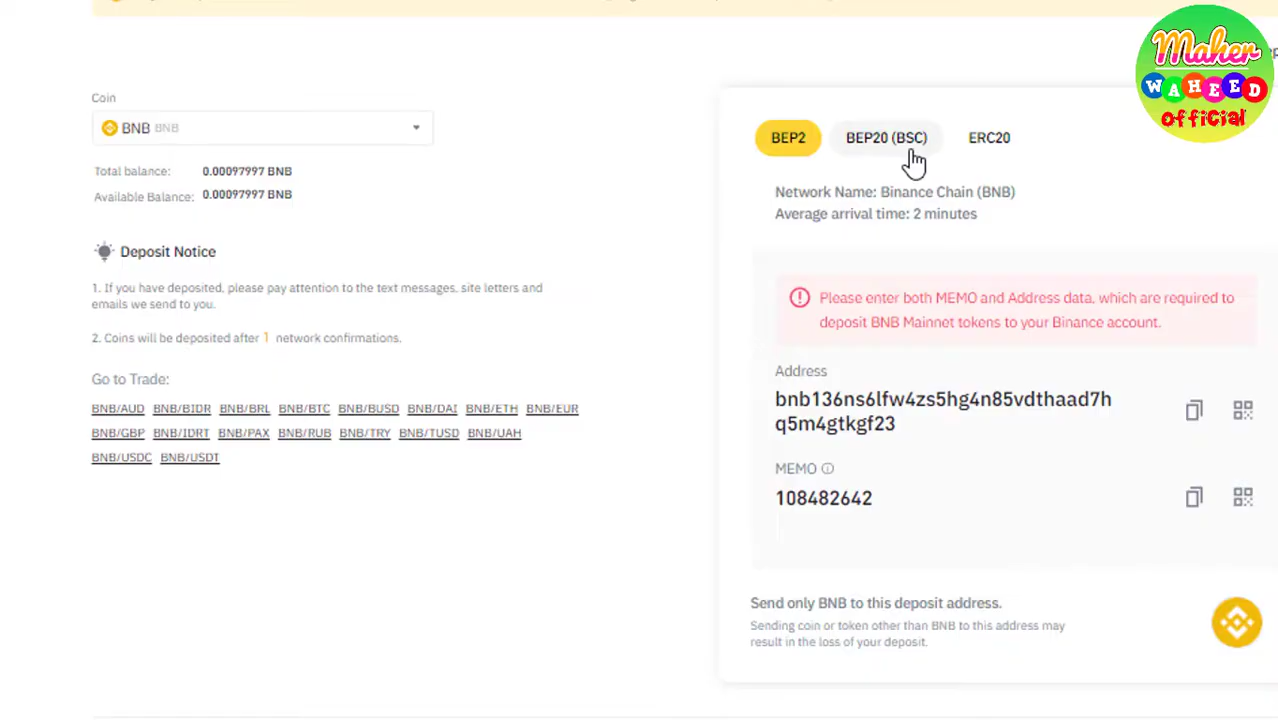 Maher
WAHEED
Official
Coin
BNB BNB
Total balance: 0.00097997 BNB
Available Balance: 0.00097997 BNB
Deposit Notice
1. If you have deposited, please pay attention to the text messages, site letters and
emails we send to you.
2. Coins will be deposited after 1 network confirmations.
Go to Trade:
BNB/AUD BNB/BIDR BNB/BRL BNB/BTC BNB/BUSD BNB/DAI BNB/ETH BNB/EUR
BNB/GBP BNB/IDRT BNB/PAX BNB/RUB BNB/TRY BNB/TUSD BNB/UAH
BNB/USDC BNB/USDT
BEP2 BEP20 (BSC) ERC20
Network Name: Binance Chain (BNB)
Average arrival time: 2 minutes
Please enter both MEMO and Address data, which are required to
deposit BNB Mainnet tokens to your Binance account.
Address
bnb136ns6lfw4zs5hg4n85vdthaad7h
q5m4gtkgf23
MEMO
108482642
Send only BNB to this deposit address.
Sending coin or token other than BNB to this address may
result in the loss of your deposit.